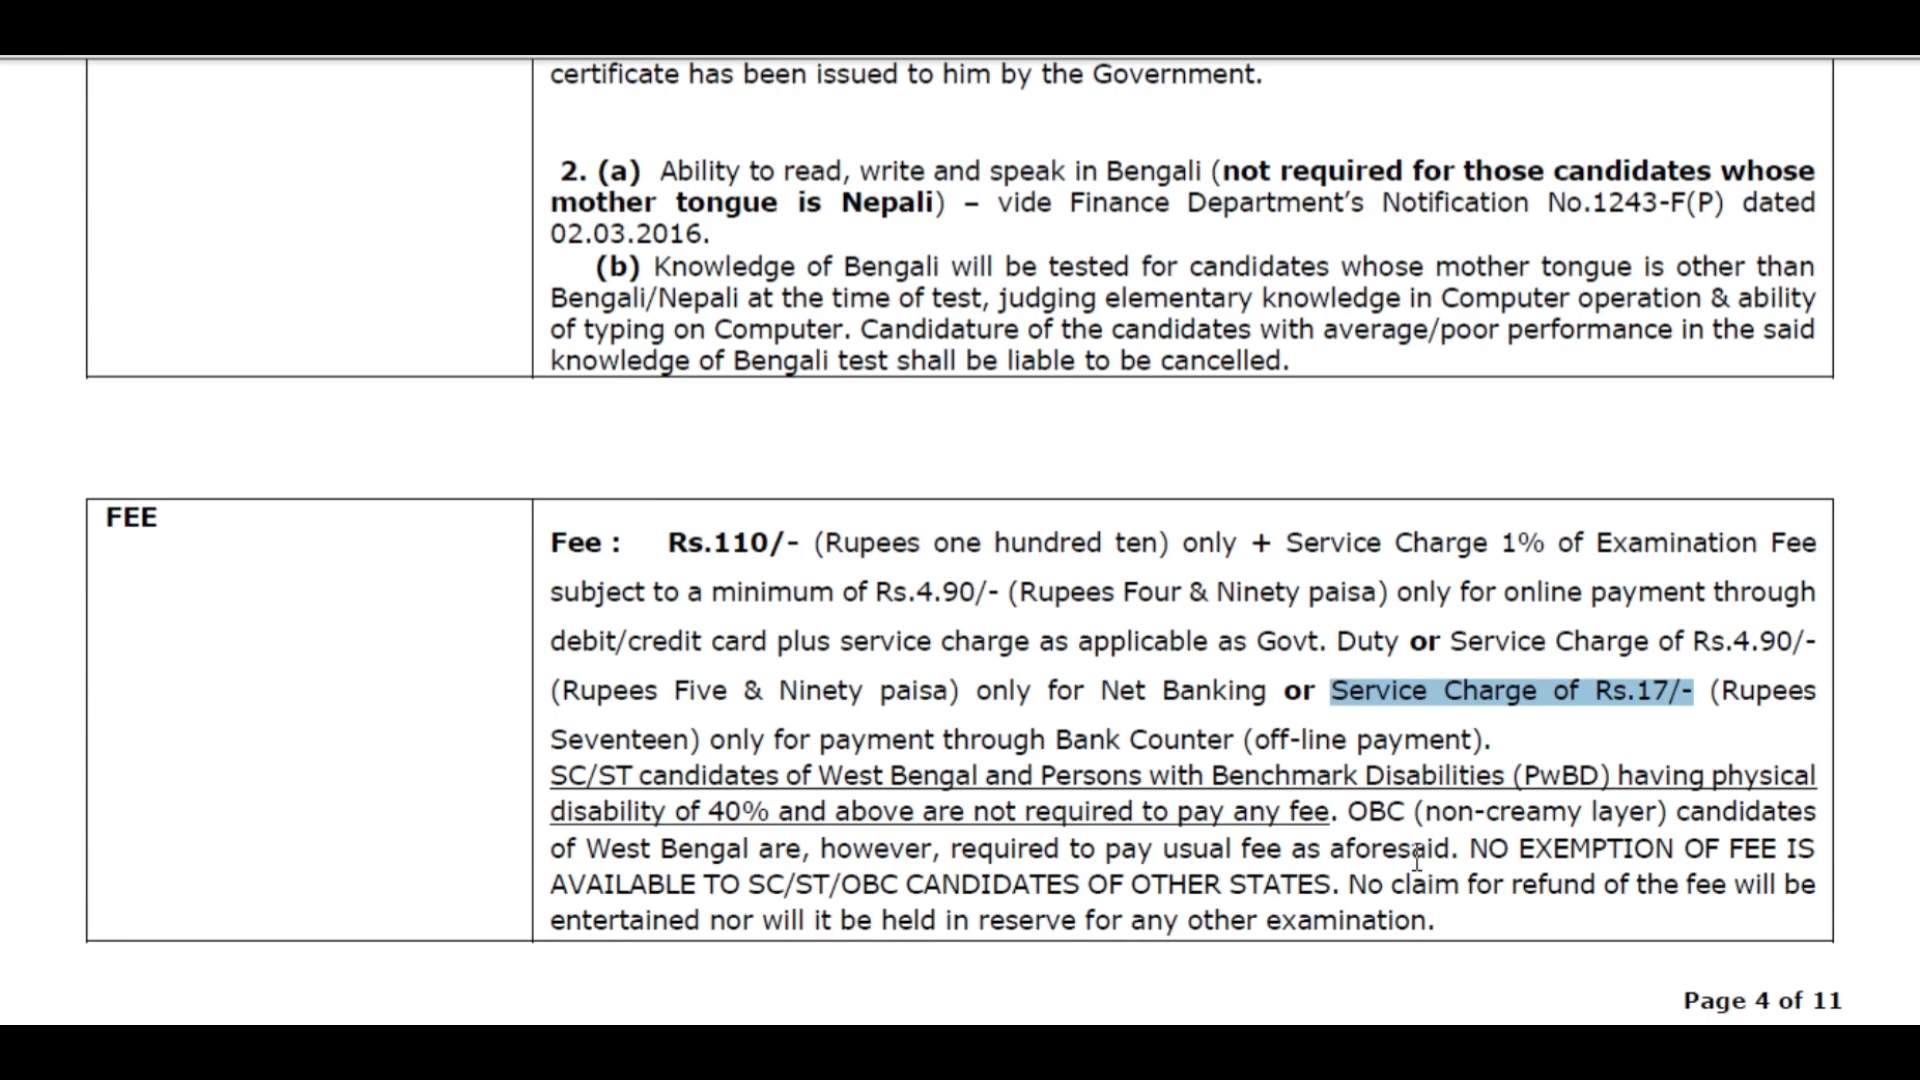 certificate has been issued to him by the Government.
2. (a) Ability to read, write and speak in Bengali (not required for those candidates whose
mother tongue is Nepali) – vide Finance Department’s Notification No.1243-F(P) dated
02.03.2016.
(b) Knowledge of Bengali will be tested for candidates whose mother tongue is other than
Bengali/Nepali at the time of test, judging elementary knowledge in Computer operation & ability
of typing on Computer. Candidature of the candidates with average/poor performance in the said
knowledge of Bengali test shall be liable to be cancelled.
FEE
Fee : Rs.110/- (Rupees one hundred ten) only + Service Charge 1% of Examination Fee
subject to a minimum of Rs.4.90/- (Rupees Four & Ninety paisa) only for online payment through
debit/credit card plus service charge as applicable as Govt. Duty or Service Charge of Rs.4.90/-
(Rupees Five & Ninety paisa) only for Net Banking or Service Charge of Rs.17/- (Rupees
Seventeen) only for payment through Bank Counter (off-line payment).
SC/ST candidates of West Bengal and Persons with Benchmark Disabilities (PwBD) having physical
disability of 40% and above are not required to pay any fee. OBC (non-creamy layer) candidates
of West Bengal are, however, required to pay usual fee as aforesaid. NO EXEMPTION OF FEE IS
AVAILABLE TO SC/ST/OBC CANDIDATES OF OTHER STATES. No claim for refund of the fee will be
entertained nor will it be held in reserve for any other examination.
Page 4 of 11